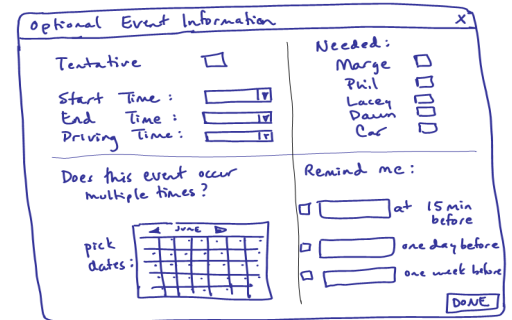 Optional Event Information X
Tentative
Start Time:
End Time:
Driving Time:
Needed:
Marge
Phil
Lacey
Dawn
Car
Does this event occur
multiple times?
pick
dates:
JUNE
Remind me:
at 15 min
before
one day before
one week before
DONE